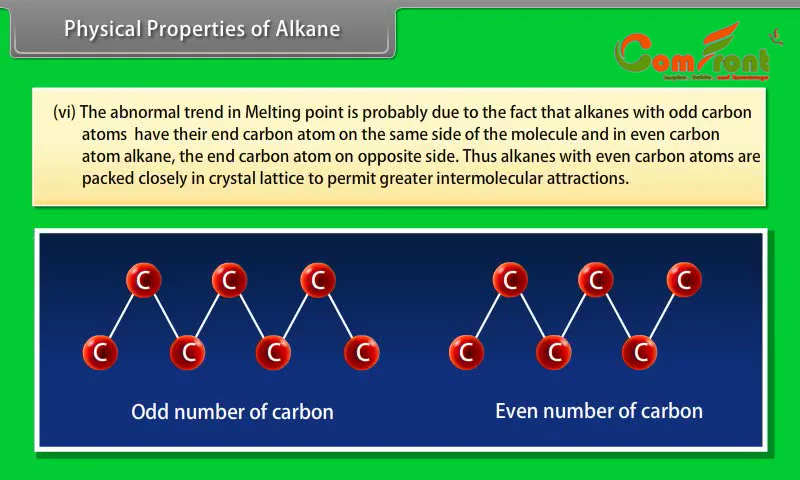 Physical Properties of Alkane
ComFront
(vi) The abnormal trend in Melting point is probably due to the fact that alkanes with odd carbon
atoms have their end carbon atom on the same side of the molecule and in even carbon
atom alkane, the end carbon atom on opposite side. Thus alkanes with even carbon atoms are
packed closely in crystal lattice to permit greater intermolecular attractions.
C C C C C C
C C C C C C C
Odd number of carbon Even number of carbon